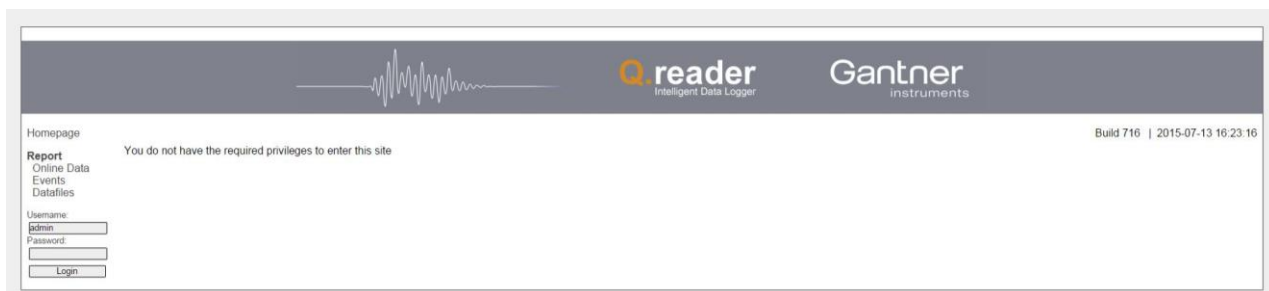 Q.reader
Intelligent Data Logger
Gantner
instruments
Homepage
Build 716 | 2015-07-13 16:23:16
You do not have the required privileges to enter this site
Report
Online Data
Events
Datafiles
Username:
admin
Password:
Login